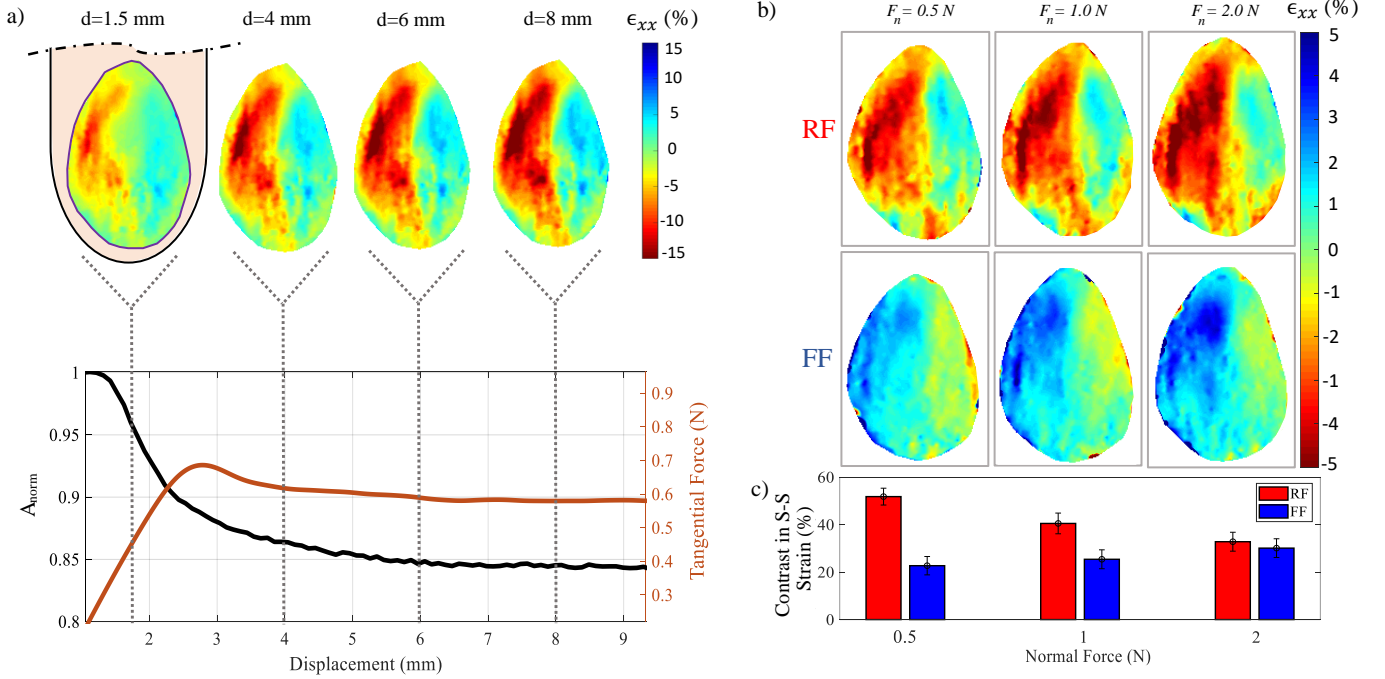 a)
d=1.5 mm
d=4 mm
d=6 mm
d=8 mm
ϵxx (%)
15
10
5
0
-5
-10
-15
1
0.95
0.9
0.85
0.8
Anorm
0.9
0.8
0.7
0.6
0.5
0.4
0.3
Tangential Force (N)
2
3
4
5
6
7
8
9
Displacement (mm)
b)
Fn = 0.5 N
Fn = 1.0 N
Fn = 2.0 N
ϵxx (%)
RF
FF
5
4
3
2
1
0
-1
-2
-1
-4
-5
c)
Contrast in S-S
Strain (%)
60
40
20
0
RF
FF
0.5
1
2
Normal Force (N)